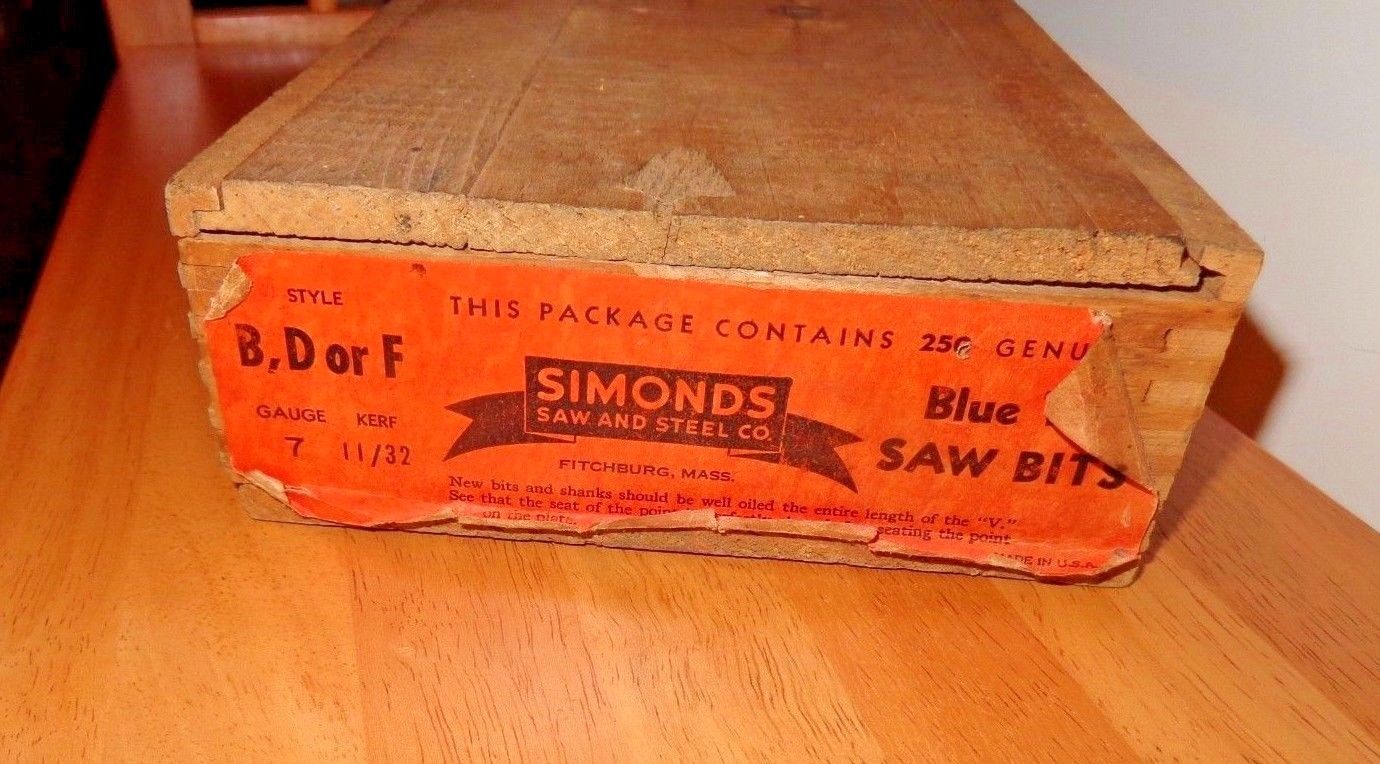 STYLE
B, D or F
GAUGE KERF
7 11/32
THIS PACKAGE CONTAINS 250 GENU
SIMONDS
SAW AND STEEL CO.
FITCHBURG, MASS.
Blue
SAW BITS
New bits and shanks should be well oiled the entire length of the "V."
See that the seat of the point seating the point
on the plate.
MADE IN U.S.A.